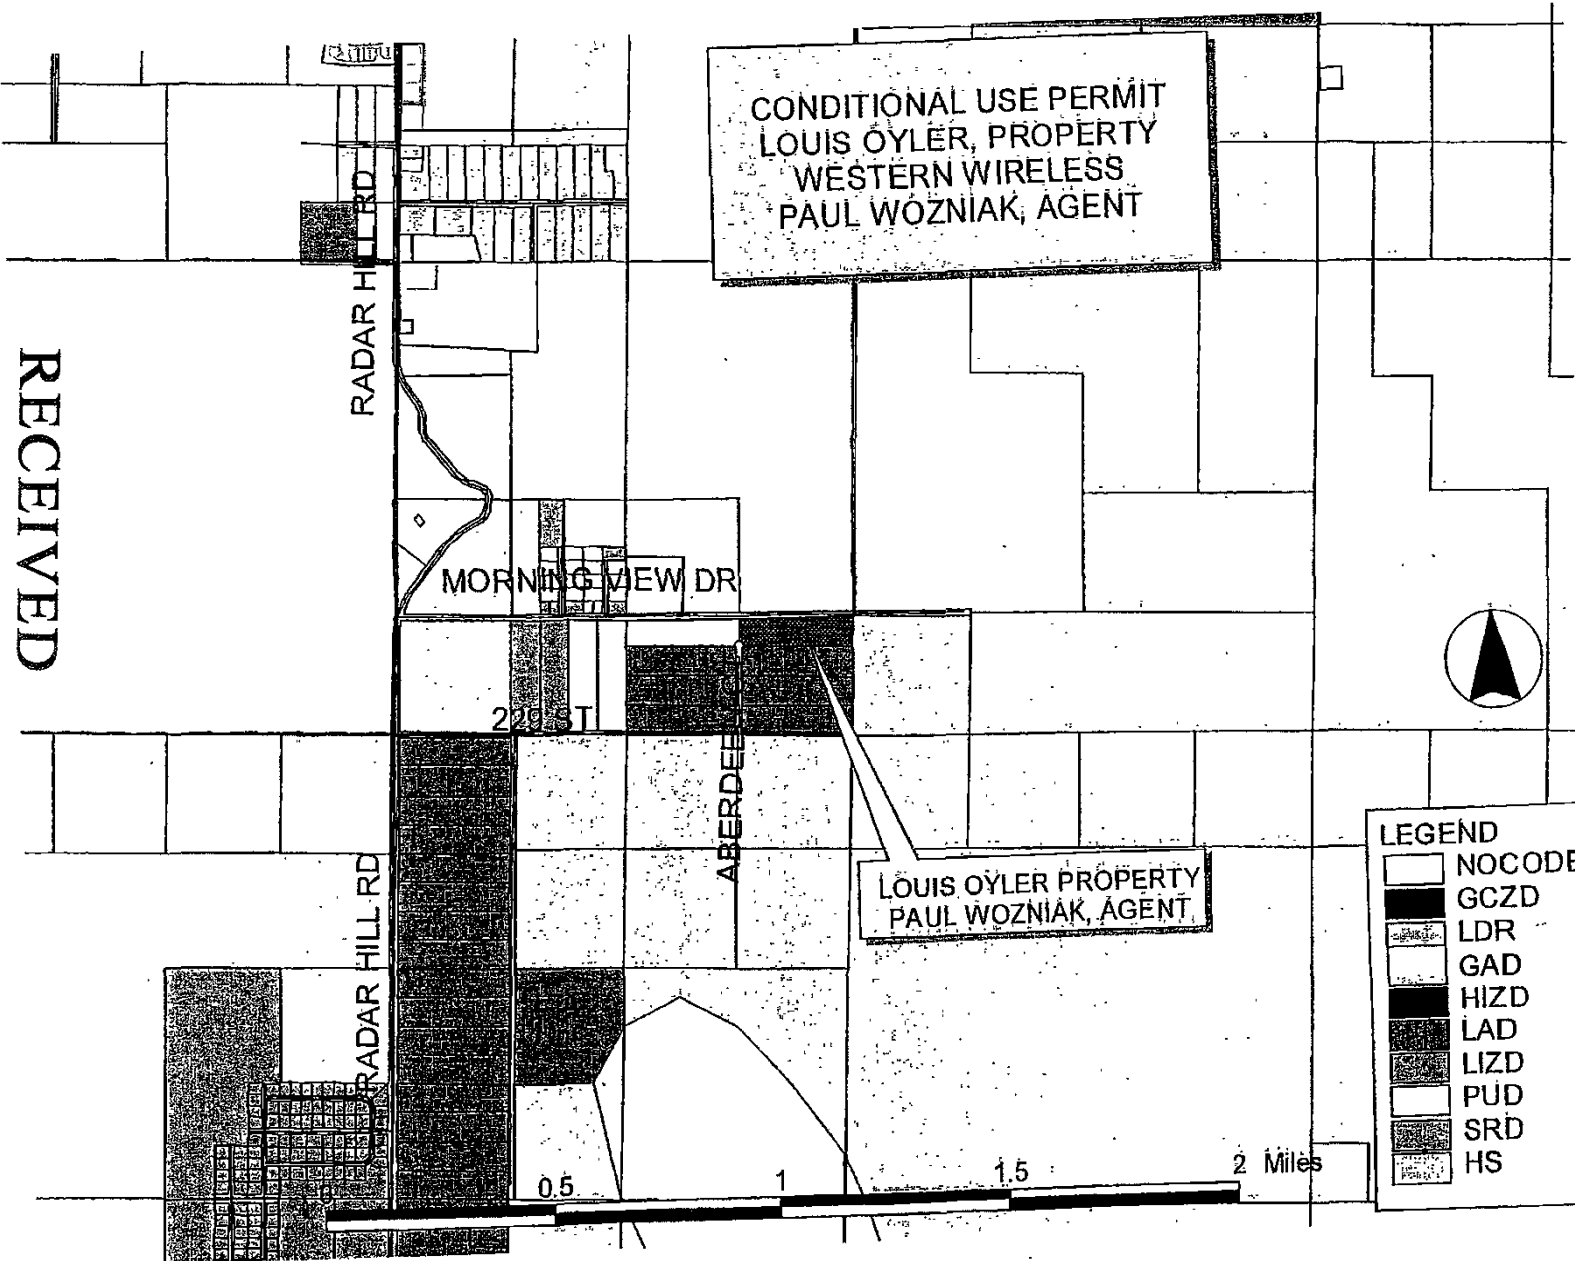 CONDITIONAL USE PERMIT
LOUIS OYLER, PROPERTY
WESTERN WIRELESS
PAUL WOZNIAK, AGENT
RADAR HILL RD
RECEIVED
MORNING VIEW DR
229 ST
LOUIS OYLER PROPERTY
PAUL WOZNIAK, AGENT
RADAR HILL RD
LEGEND
NOCODE
GCZD
LDR
GAD
HIZD
LAD
LIZD
PUD
SRD
HS
0 0.5 1 1.5 2 Miles